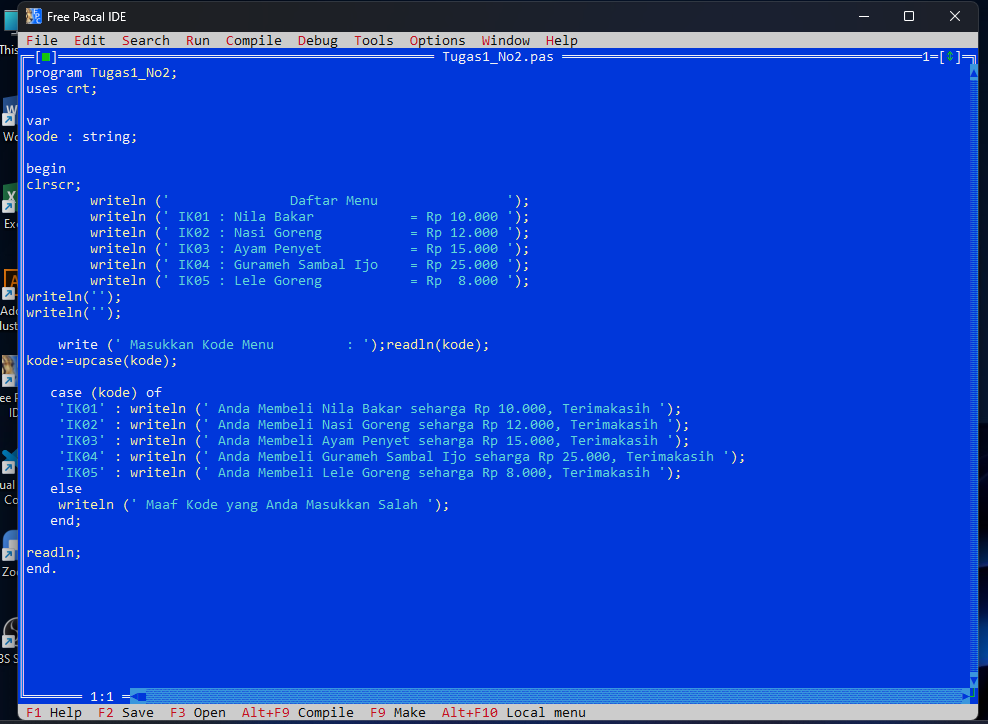 Free Pascal IDE
File Edit Search Run Compile Debug Tools Options Window Help
Tugas1_No2.pas 1=[↕]
program Tugas1_No2;
uses crt;
var
kode : string;
begin
clrscr;
writeln ('               Daftar Menu                ');
writeln (' IK01 : Nila Bakar            = Rp 10.000 ');
writeln (' IK02 : Nasi Goreng           = Rp 12.000 ');
writeln (' IK03 : Ayam Penyet           = Rp 15.000 ');
writeln (' IK04 : Gurameh Sambal Ijo    = Rp 25.000 ');
writeln (' IK05 : Lele Goreng           = Rp  8.000 ');
writeln('');
writeln('');
write (' Masukkan Kode Menu         : ');readln(kode);
kode:=upcase(kode);
case (kode) of
'IK01' : writeln (' Anda Membeli Nila Bakar seharga Rp 10.000, Terimakasih ');
'IK02' : writeln (' Anda Membeli Nasi Goreng seharga Rp 12.000, Terimakasih ');
'IK03' : writeln (' Anda Membeli Ayam Penyet seharga Rp 15.000, Terimakasih ');
'IK04' : writeln (' Anda Membeli Gurameh Sambal Ijo seharga Rp 25.000, Terimakasih ');
'IK05' : writeln (' Anda Membeli Lele Goreng seharga Rp 8.000, Terimakasih ');
else
writeln (' Maaf Kode yang Anda Masukkan Salah ');
end;
readln;
end.
1:1
F1 Help F2 Save F3 Open Alt+F9 Compile F9 Make Alt+F10 Local menu